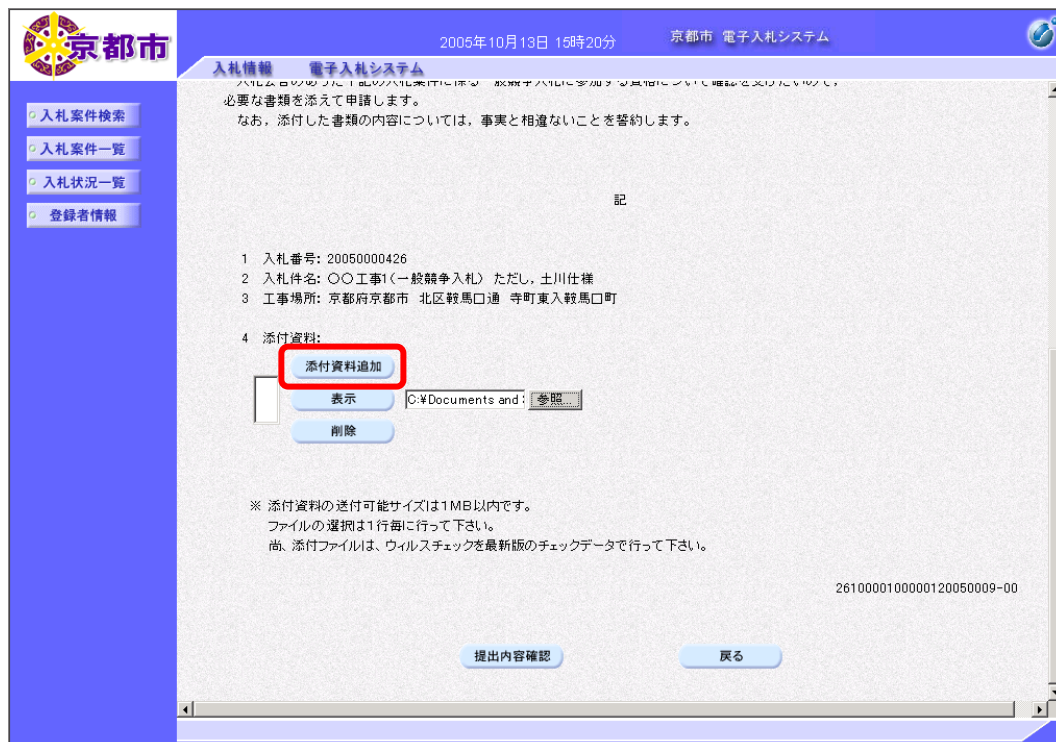 京都市
2005年10月13日 15時20分
京都市 電子入札システム
入札情報 電子入札システム
入札案件検索
入札案件一覧
入札状況一覧
登録者情報
必要な書類を添えて申請します。
なお，添付した書類の内容については，事実と相違ないことを誓約します。
記
1 入札番号: 20050000426
2 入札件名: 〇〇工事1(一般競争入札) ただし, 土川仕様
3 工事場所: 京都府京都市 北区鞍馬口通 寺町東入鞍馬口町
4 添付資料:
添付資料追加
表示
C:¥Documents and
参照...
削除
※ 添付資料の送付可能サイズは1MB以内です。
ファイルの選択は1行毎に行って下さい。
尚、添付ファイルは、ウィルスチェックを最新版のチェックデータで行って下さい。
2610000100000120050009-00
提出内容確認
戻る